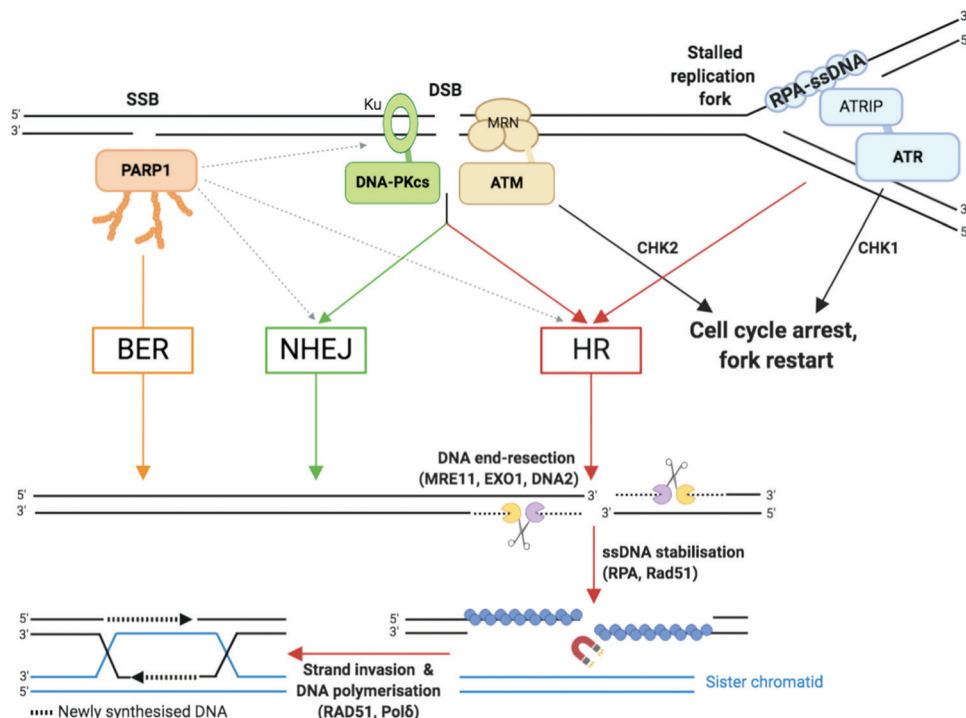 3'
5'
Stalled
replication
fork
RPA-ssDNA
SSB
DSB
Ku
MRN
ATRIP
5'
3'
PARP1
DNA-PKcs
ATM
ATR
3'
5'
CHK2
CHK1
BER
NHEJ
HR
Cell cycle arrest,
fork restart
DNA end-resection
(MRE11, EXO1, DNA2)
5'
3'
3'
3'
3'
5'
ssDNA stabilisation
(RPA, Rad51)
5'
3'
5'
3'
3'
5'
Strand invasion &
DNA polymerisation
(RAD51, Polδ)
Sister chromatid
Newly synthesised DNA